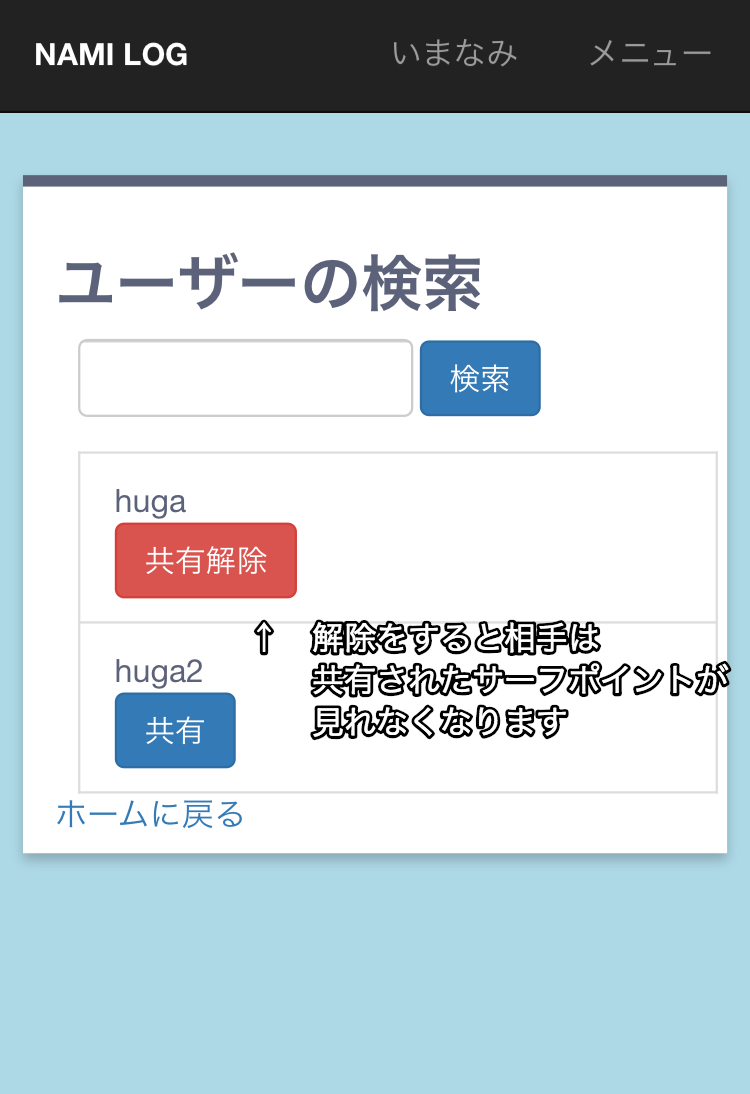 NAMI LOG いまなみ メニュー
ユーザーの検索
検索
huga
共有解除
↑ 解除をすると相手は
共有されたサーフポイントが
見れなくなります
huga2
共有
ホームに戻る